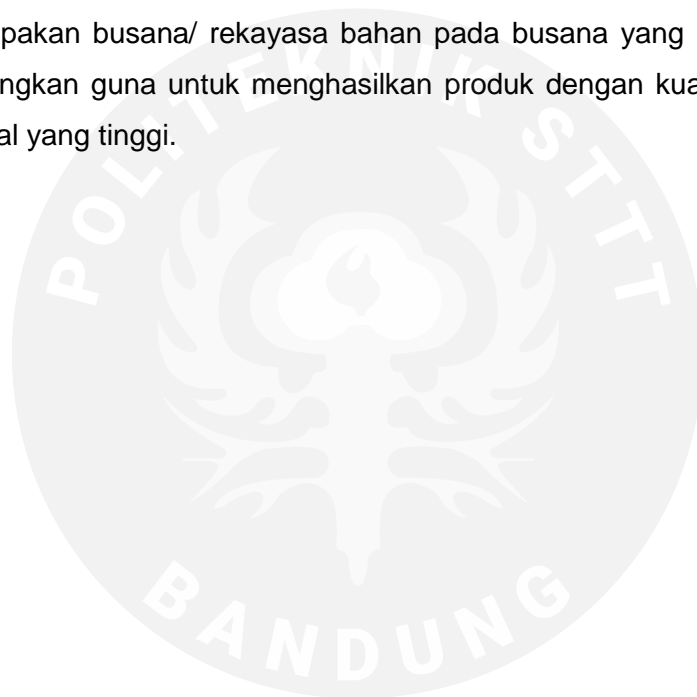 pakan busana/ rekayasa bahan pada busana yang
ngkan guna untuk menghasilkan produk dengan kua
al yang tinggi.
POLITEKNIK STTT
BANDUNG